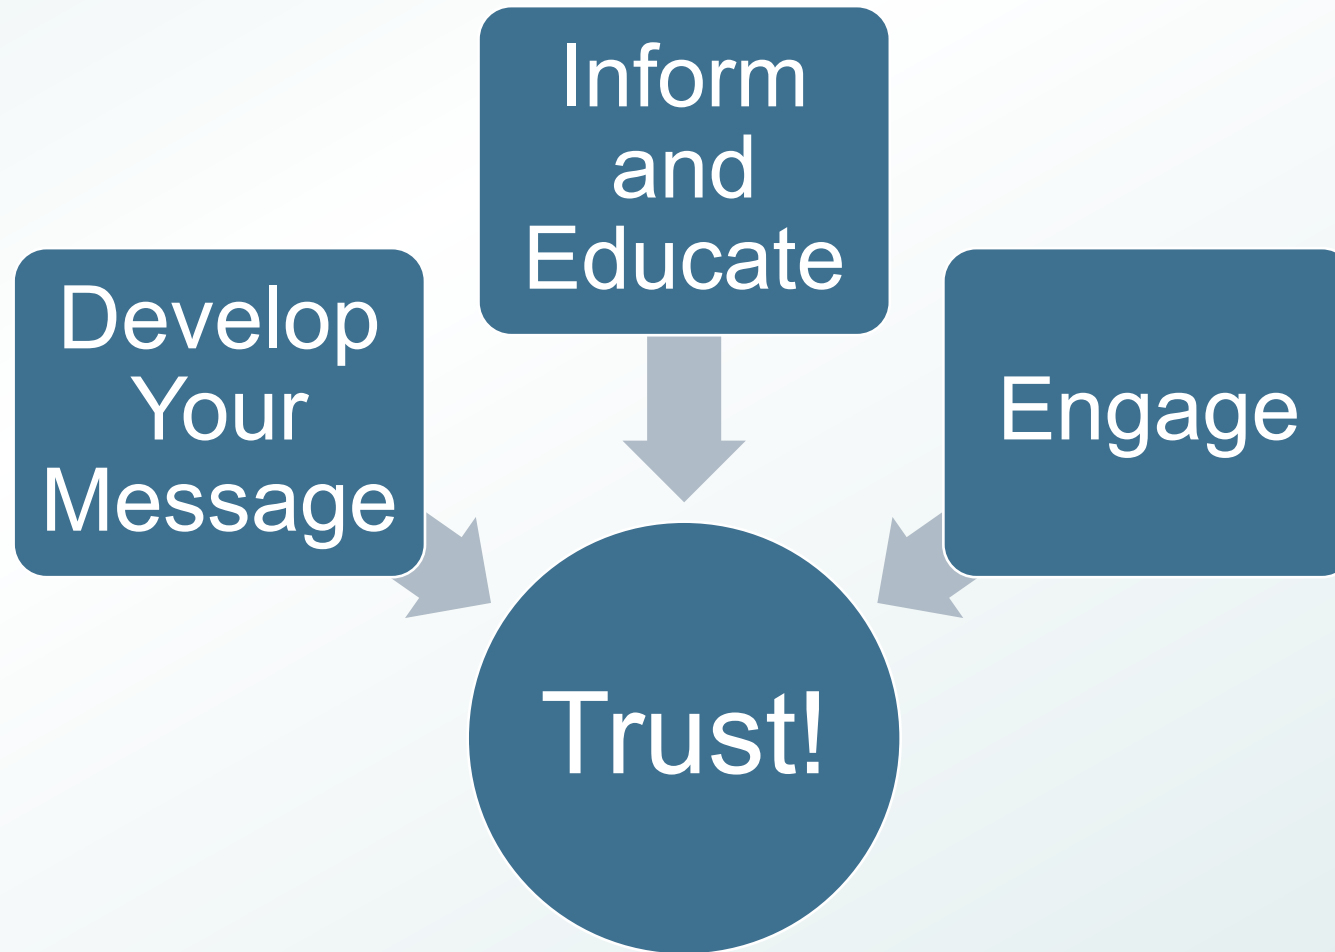 Develop
Your
Message
Inform
and
Educate
Engage
Trust!